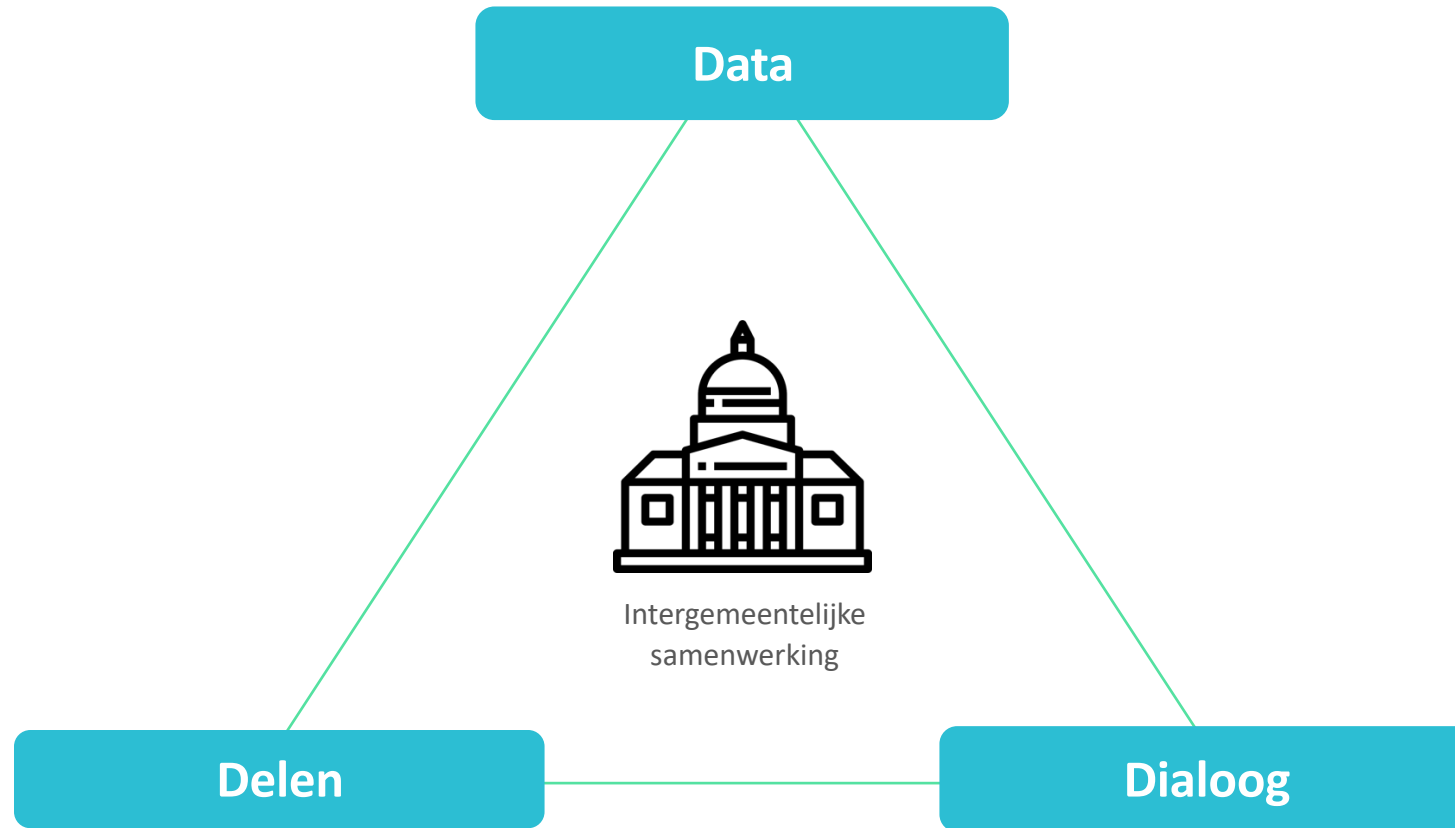 Data
Intergemeentelijke
samenwerking
Delen
Dialoog